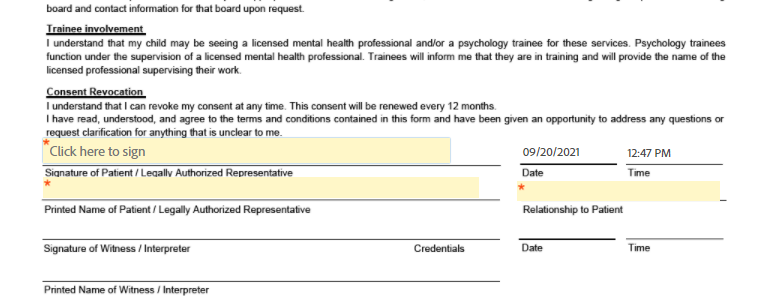 board and contact information for that board upon request.
Trainee involvement
I understand that my child may be seeing a licensed mental health professional and/or a psychology trainee for these services. Psychology trainees
function under the supervision of a licensed mental health professional. Trainees will inform me that they are in training and will provide the name of the
licensed professional supervising their work.
Consent Revocation
I understand that I can revoke my consent at any time. This consent will be renewed every 12 months.
I have read, understood, and agree to the terms and conditions contained in this form and have been given an opportunity to address any questions or
request clarification for anything that is unclear to me.
* Click here to sign 09/20/2021 12:47 PM
Signature of Patient / Legally Authorized Representative Date Time
* *
Printed Name of Patient / Legally Authorized Representative Relationship to Patient
Signature of Witness / Interpreter Credentials Date Time
Printed Name of Witness / Interpreter